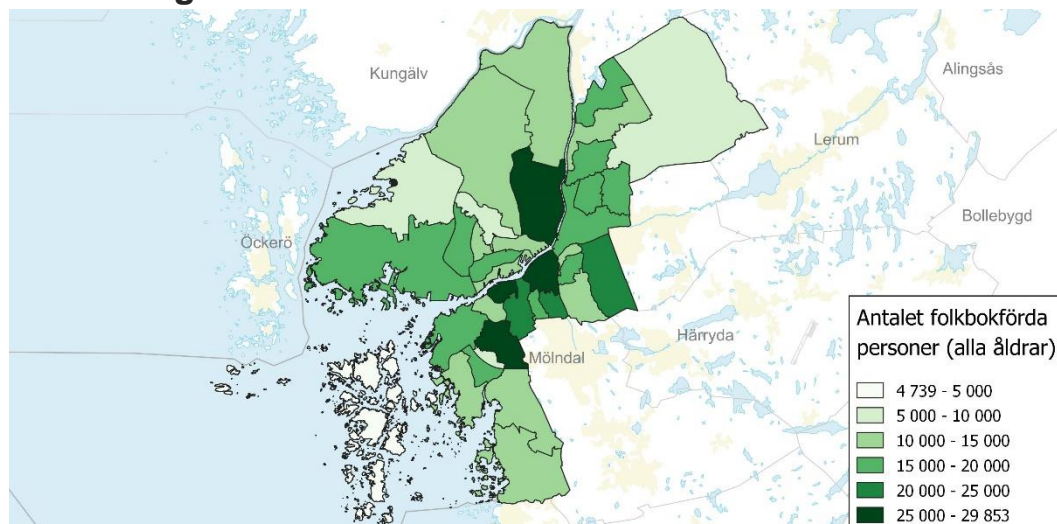 Kungälv
Alingsås
Lerum
Bollebygd
Öckerö
Härryda
Mölndal
Antalet folkbokförda
personer (alla åldrar)
4 739 - 5 000
5 000 - 10 000
10 000 - 15 000
15 000 - 20 000
20 000 - 25 000
25 000 - 29 853